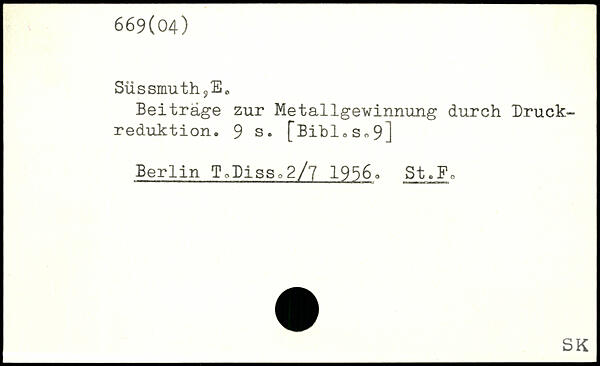 669(04)
Süssmuth,E.
Beiträge zur Metallgewinnung durch Druck-
reduktion. 9 s. [Bibl.s.9]
Berlin T.Diss.2/7 1956. St.F.
SK